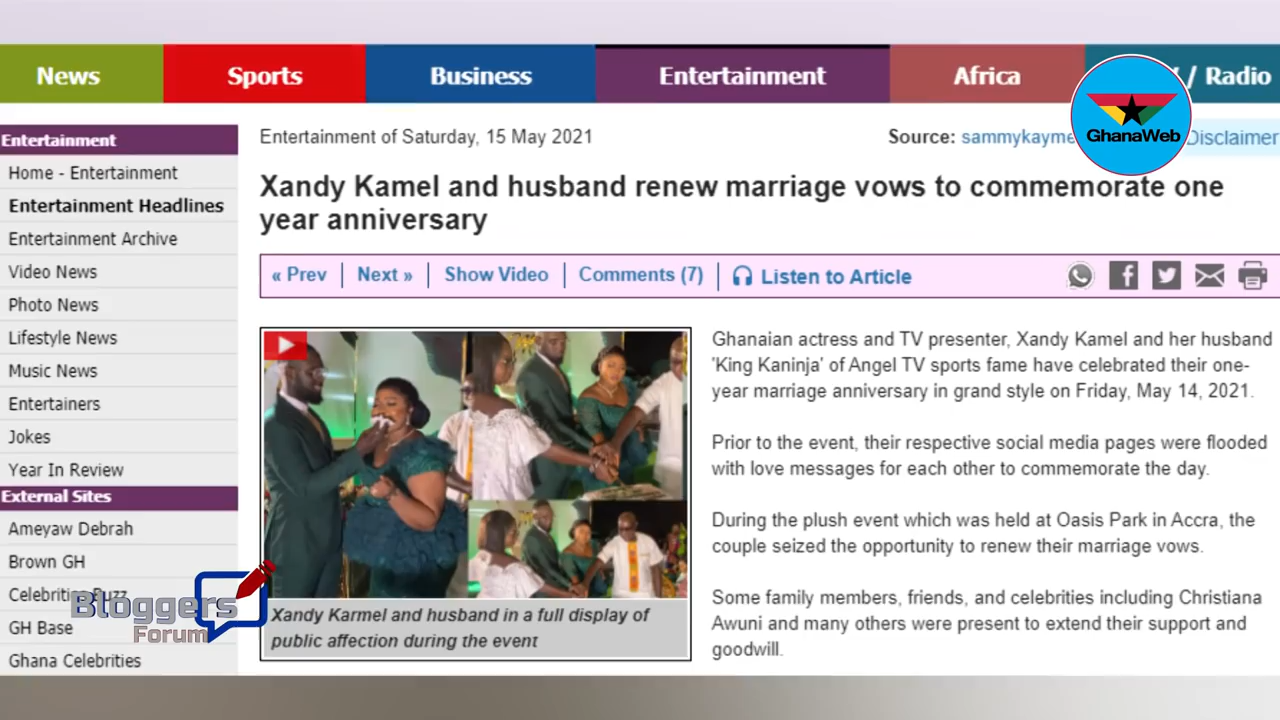 News Sports Business Entertainment Africa / Radio
GhanaWeb
Entertainment
Home - Entertainment
Entertainment Headlines
Entertainment Archive
Video News
Photo News
Lifestyle News
Music News
Entertainers
Jokes
Year In Review
External Sites
Ameyaw Debrah
Brown GH
GH Base
Ghana Celebrities
Bloggers
Forum
Entertainment of Saturday, 15 May 2021
Source: sammykayme
Disclaimer
Xandy Kamel and husband renew marriage vows to commemorate one
year anniversary
« Prev Next » Show Video Comments (7) Listen to Article
Xandy Karmel and husband in a full display of
public affection during the event
Ghanaian actress and TV presenter, Xandy Kamel and her husband
'King Kaninja' of Angel TV sports fame have celebrated their one-
year marriage anniversary in grand style on Friday, May 14, 2021.
Prior to the event, their respective social media pages were flooded
with love messages for each other to commemorate the day.
During the plush event which was held at Oasis Park in Accra, the
couple seized the opportunity to renew their marriage vows.
Some family members, friends, and celebrities including Christiana
Awuni and many others were present to extend their support and
goodwill.